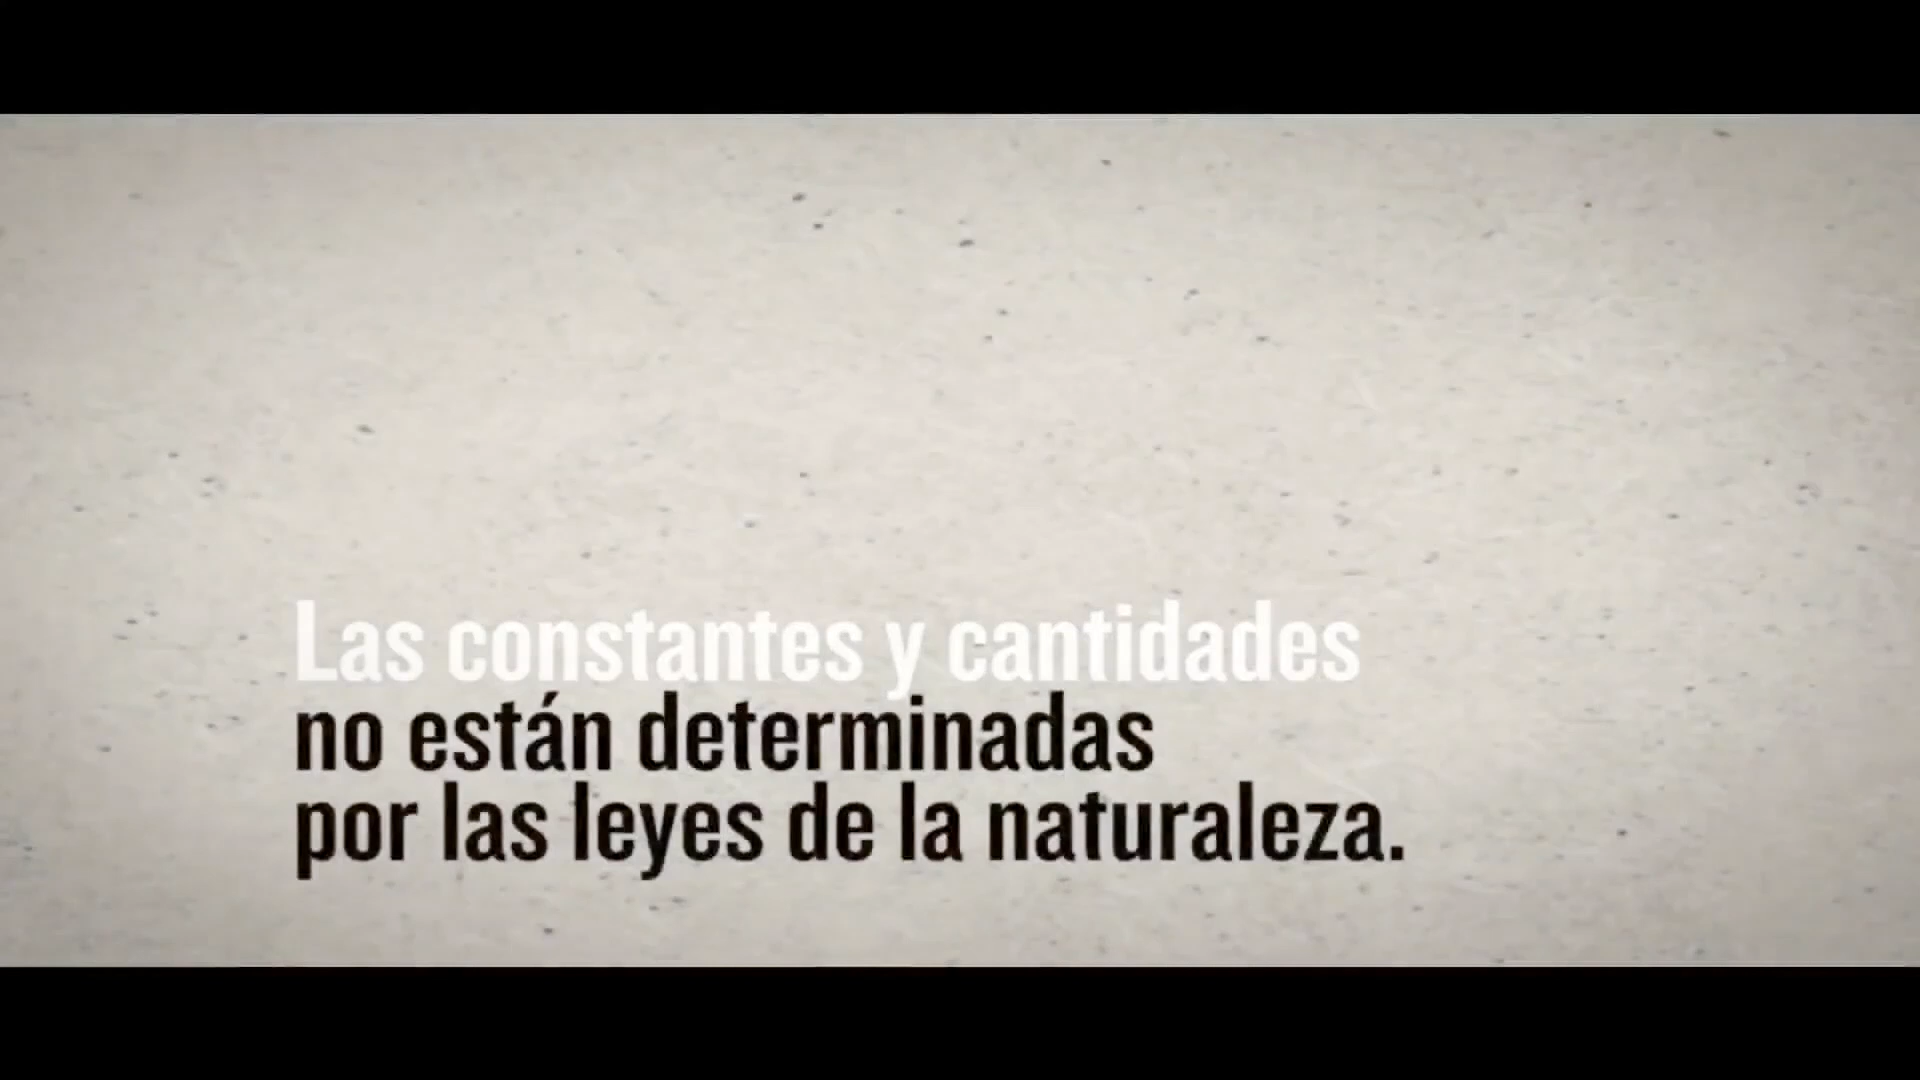 Las constantes y cantidades
no están determinadas
por las leyes de la naturaleza.